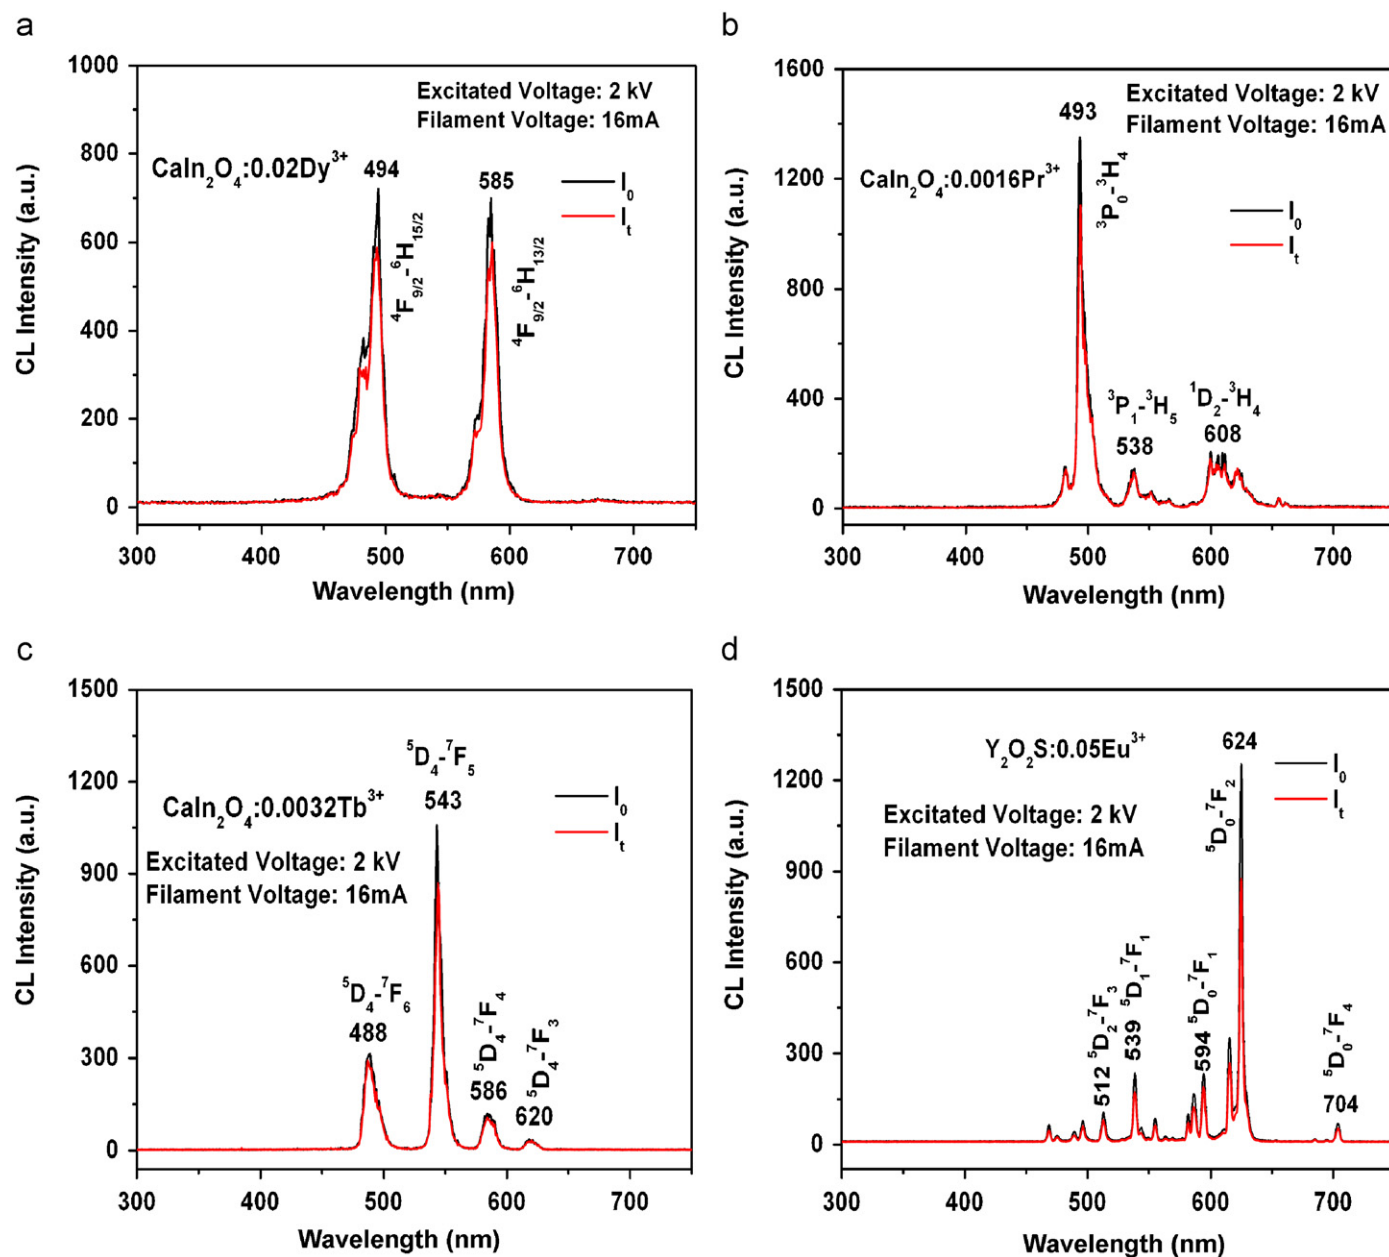 a
1000
800
600
400
200
0
CL Intensity (a.u.)
Excitated Voltage: 2 kV
Filament Voltage: 16mA
CaIn₂O₄:0.02Dy³⁺
494
585
I₀
Iₜ
⁴F₉/₂-⁶H₁₅/₂
⁴F₉/₂-⁶H₁₃/₂
300 400 500 600 700
Wavelength (nm)
b
1600
1200
800
400
0
CL Intensity (a.u.)
Excitated Voltage: 2 kV
Filament Voltage: 16mA
493
CaIn₂O₄:0.0016Pr³⁺
³P₀-³H₄
I₀
Iₜ
³P₁-³H₅
538
¹D₂-³H₄
608
300 400 500 600 700
Wavelength (nm)
c
1500
1200
900
600
300
0
CL Intensity (a.u.)
⁵D₄-⁷F₅
543
CaIn₂O₄:0.0032Tb³⁺
I₀
Iₜ
Excitated Voltage: 2 kV
Filament Voltage: 16mA
⁵D₄-⁷F₆
488
⁵D₄-⁷F₄
586
⁵D₄-⁷F₃
620
300 400 500 600 700
Wavelength (nm)
d
1500
1200
900
600
300
0
CL Intensity (a.u.)
Y₂O₂S:0.05Eu³⁺
624
I₀
Iₜ
Excitated Voltage: 2 kV
Filament Voltage: 16mA
⁵D₀-⁷F₂
512 ⁵D₂-⁷F₃
539 ⁵D₁-⁷F₁
594 ⁵D₀-⁷F₁
⁵D₀-⁷F₄
704
300 400 500 600 700
Wavelength (nm)